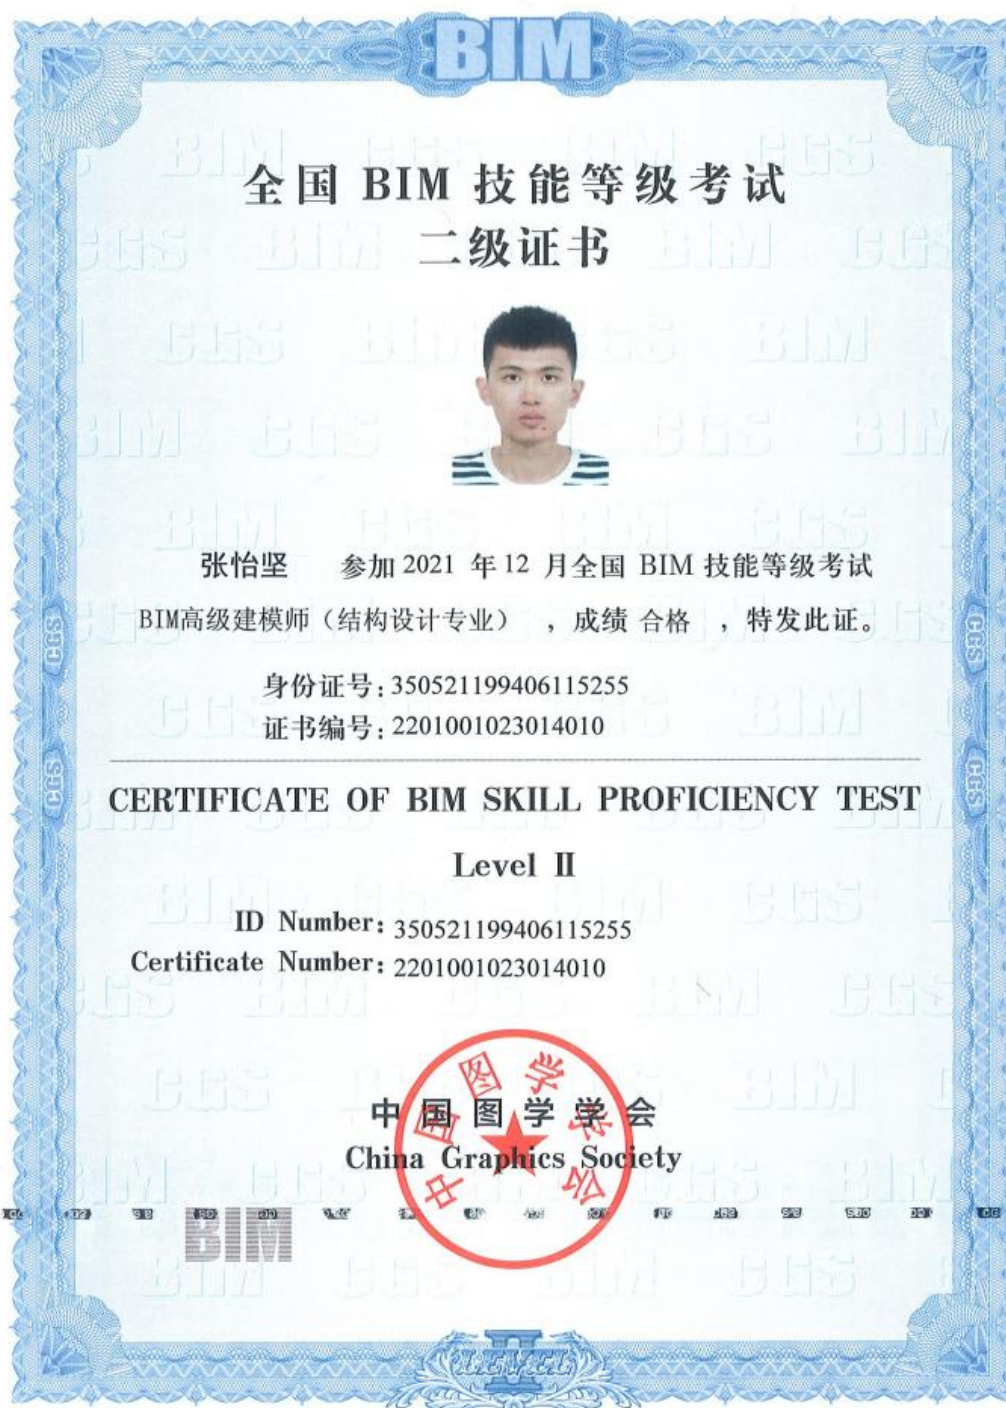 BIM
全国 BIM 技能等级考试
二级证书
张怡坚 参加 2021 年 12 月全国 BIM 技能等级考试
BIM高级建模师（结构设计专业） ，成绩 合格 ，特发此证。
身份证号：350521199406115255
证书编号：2201001023014010
CERTIFICATE OF BIM SKILL PROFICIENCY TEST
Level Ⅱ
ID Number: 350521199406115255
Certificate Number: 2201001023014010
中国图学学会
中国图学学会
China Graphics Society
BIM
CGS
CGS
CGS
CGS